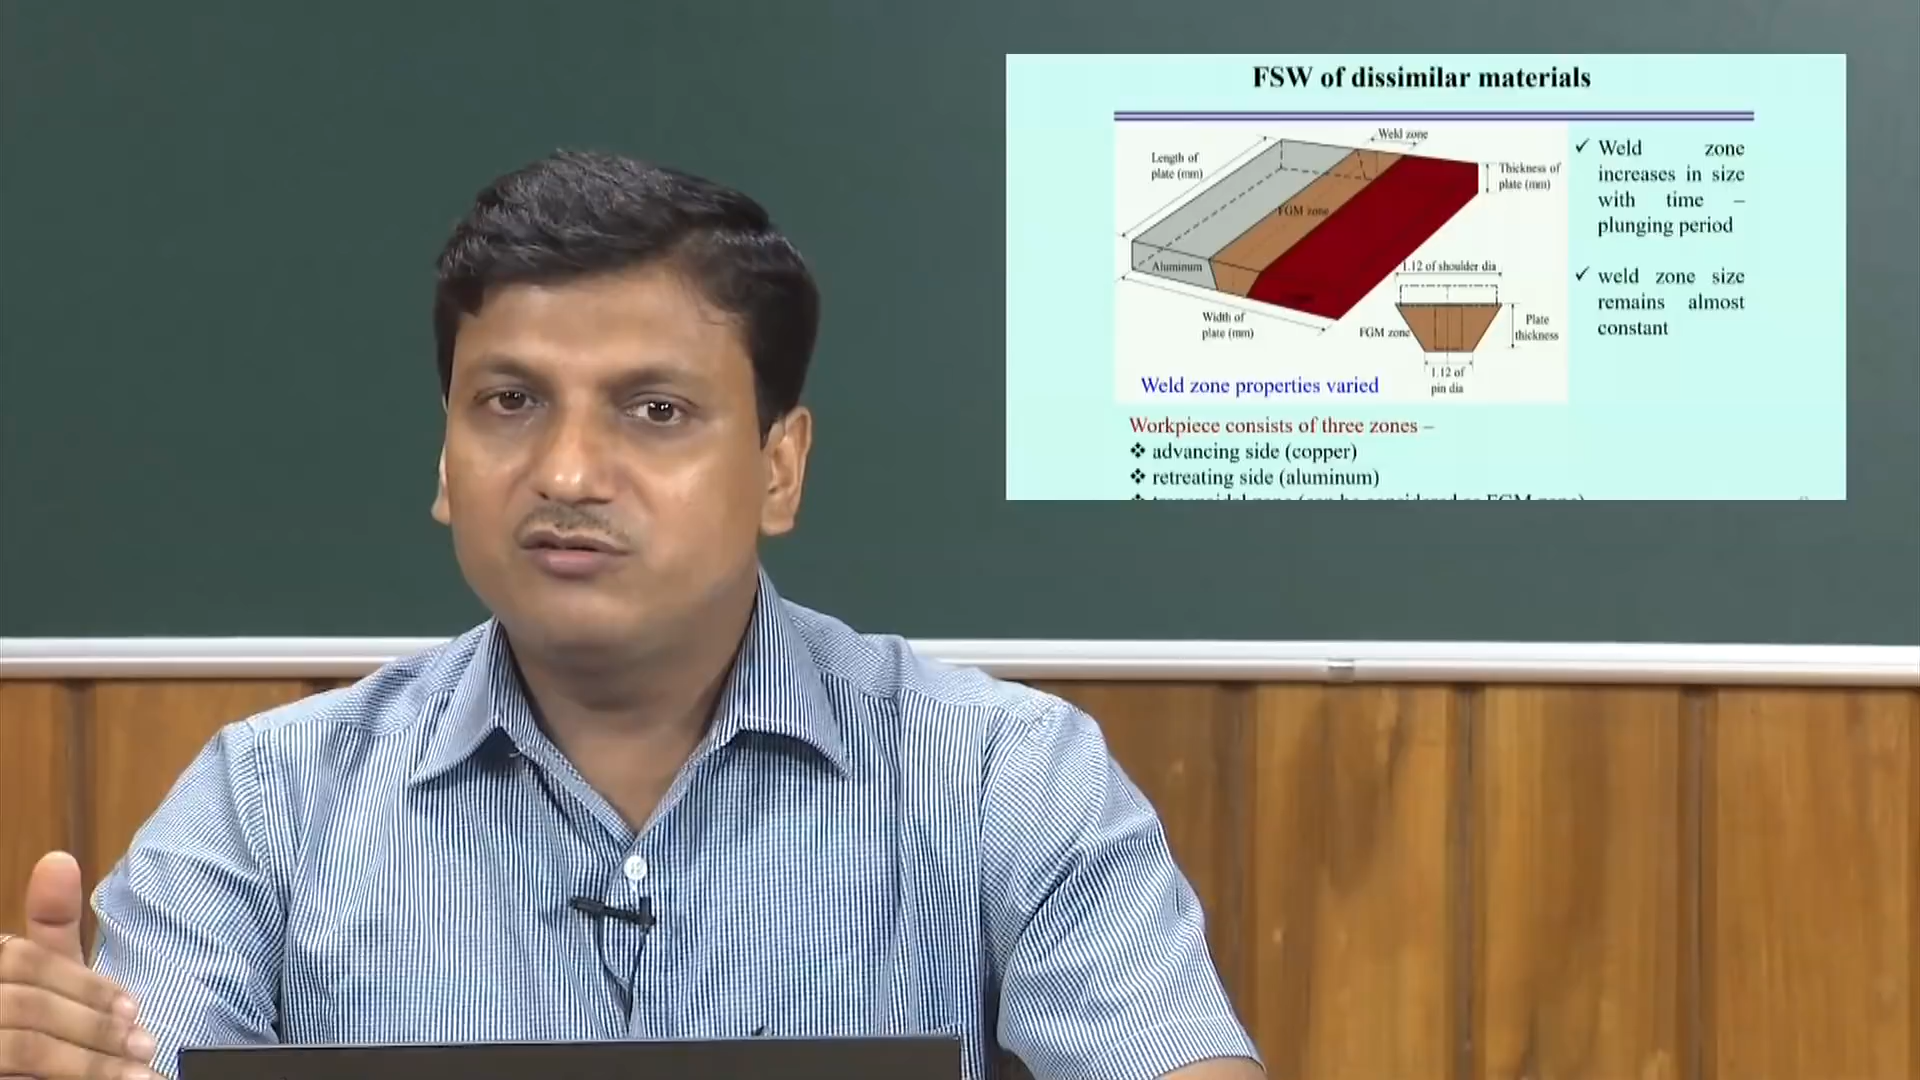 FSW of dissimilar materials
Weld zone
Length of
plate (mm)
Thickness of
plate (mm)
FGM zone
Aluminum
1.12 of shoulder dia
Width of
plate (mm)
FGM zone
Plate
thickness
1.12 of
pin dia
Weld zone properties varied
✓ Weld zone
increases in size
with time –
plunging period
✓ weld zone size
remains almost
constant
Workpiece consists of three zones –
❖ advancing side (copper)
❖ retreating side (aluminum)